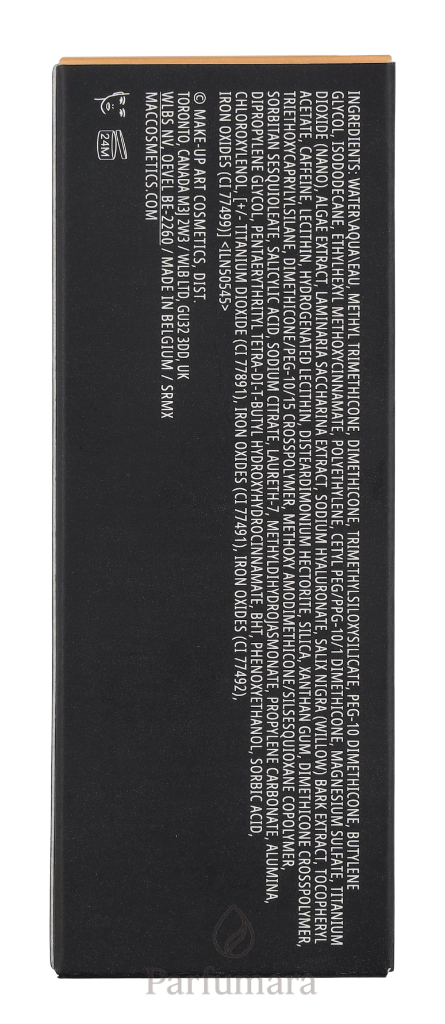 INGREDIENTS: WATER\AQUA\EAU, METHYL TRIMETHICONE, DIMETHICONE, TRIMETHYLSILOXYSILICATE, PEG-10 DIMETHICONE, BUTYLENE
GLYCOL, ISODODECANE, ETHYLHEXYL METHOXYCINNAMATE, POLYETHYLENE, CETYL PEG/PPG-10/1 DIMETHICONE, MAGNESIUM SULFATE, TITANIUM
DIOXIDE (NANO), ALGAE EXTRACT, LAMINARIA SACCHARINA EXTRACT, SODIUM HYALURONATE, SALIX NIGRA (WILLOW) BARK EXTRACT, TOCOPHERYL
ACETATE, CAFFEINE, LECITHIN, HYDROGENATED LECITHIN, DISTEARDIMONIUM HECTORITE, SILICA, XANTHAN GUM, DIMETHICONE CROSSPOLYMER,
TRIETHOXYCAPRYLYLSILANE, DIMETHICONE/PEG-10/15 CROSSPOLYMER, METHOXY AMODIMETHICONE/SILSESQUIOXANE COPOLYMER,
SORBITAN SESQUIOLEATE, SALICYLIC ACID, SODIUM CITRATE, LAURETH-7, METHYLDIHYDROJASMONATE, PROPYLENE CARBONATE, ALUMINA,
DIPROPYLENE GLYCOL, PENTAERYTHRITYL TETRA-DI-T-BUTYL HYDROXYHYDROCINNAMATE, BHT, PHENOXYETHANOL, SORBIC ACID,
CHLOROXYLENOL, [+/- TITANIUM DIOXIDE (CI 77891), IRON OXIDES (CI 77491), IRON OXIDES (CI 77492),
IRON OXIDES (CI 77499)] <ILN50545>
© MAKE-UP ART COSMETICS, DIST.
TORONTO, CANADA M3J 2W3 / WLB LTD, GU32 3DD, UK
WLBS NV, OEVEL BE-2260 / MADE IN BELGIUM / SRMX
MACCOSMETICS.COM
24M
Parfumara